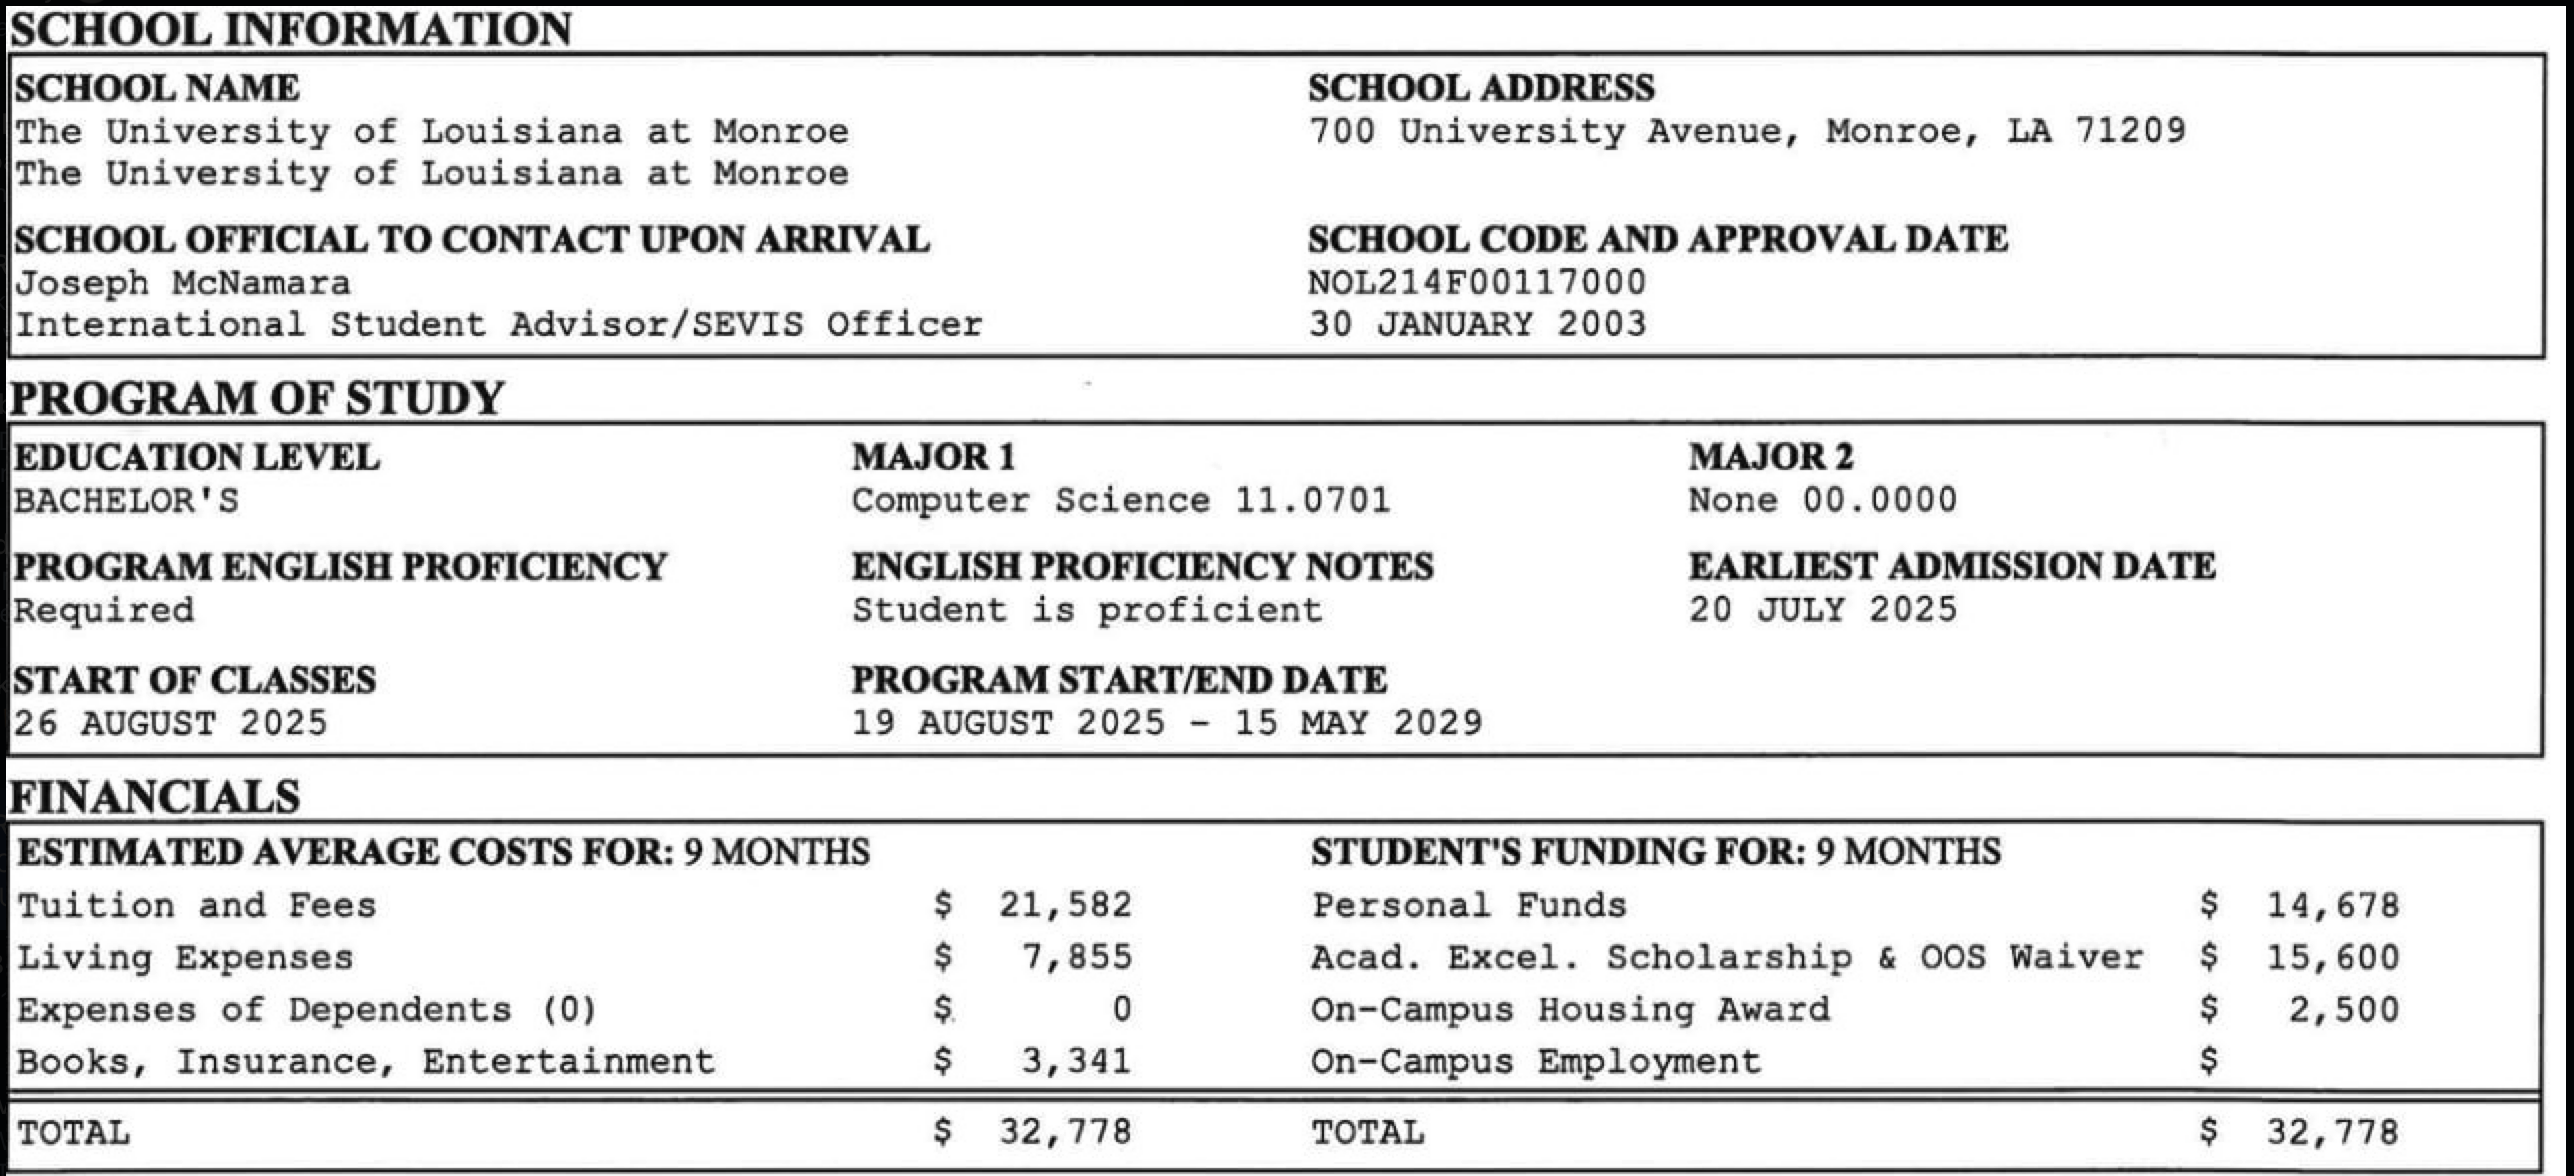 SCHOOL INFORMATION
SCHOOL NAME
The University of Louisiana at Monroe
The University of Louisiana at Monroe
SCHOOL ADDRESS
700 University Avenue, Monroe, LA 71209
SCHOOL OFFICIAL TO CONTACT UPON ARRIVAL
Joseph McNamara
International Student Advisor/SEVIS Officer
SCHOOL CODE AND APPROVAL DATE
NOL214F00117000
30 JANUARY 2003
PROGRAM OF STUDY
EDUCATION LEVEL
BACHELOR'S
MAJOR 1
Computer Science 11.0701
MAJOR 2
None 00.0000
PROGRAM ENGLISH PROFICIENCY
Required
ENGLISH PROFICIENCY NOTES
Student is proficient
EARLIEST ADMISSION DATE
20 JULY 2025
START OF CLASSES
26 AUGUST 2025
PROGRAM START/END DATE
19 AUGUST 2025 - 15 MAY 2029
FINANCIALS
ESTIMATED AVERAGE COSTS FOR: 9 MONTHS
Tuition and Fees $ 21,582
Living Expenses $ 7,855
Expenses of Dependents (0) $ 0
Books, Insurance, Entertainment $ 3,341
TOTAL $ 32,778
STUDENT'S FUNDING FOR: 9 MONTHS
Personal Funds $ 14,678
Acad. Excel. Scholarship & OOS Waiver $ 15,600
On-Campus Housing Award $ 2,500
On-Campus Employment $
TOTAL $ 32,778